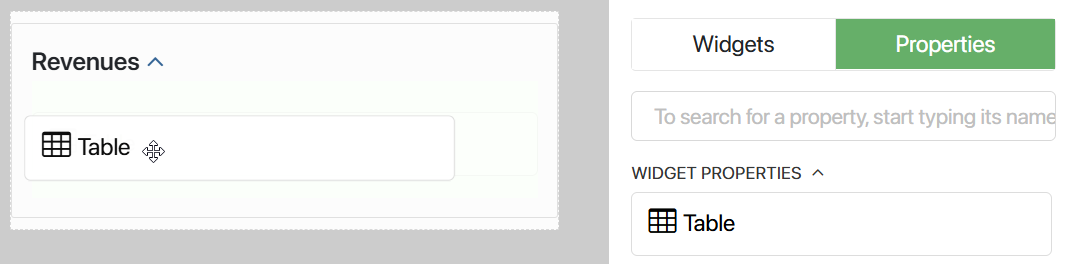 Revenues
Table
Widgets
Properties
To search for a property, start typing its name
WIDGET PROPERTIES
Table